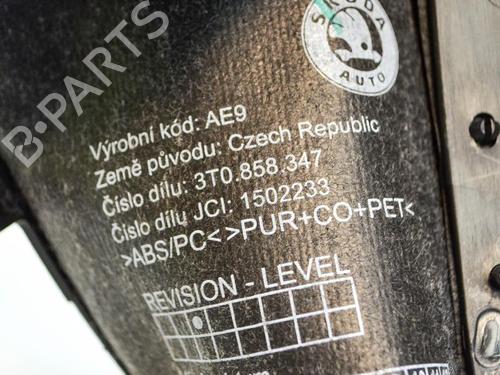 B-PARTS
ŠKODA
AUTO
Výrobní kód: AE9
Země původu: Czech Republic
Číslo dílu: 3T0.858.347
Číslo dílu JCI: 1502233
>ABS/PC<>PUR+CO+PET<
REVISION - LEVEL